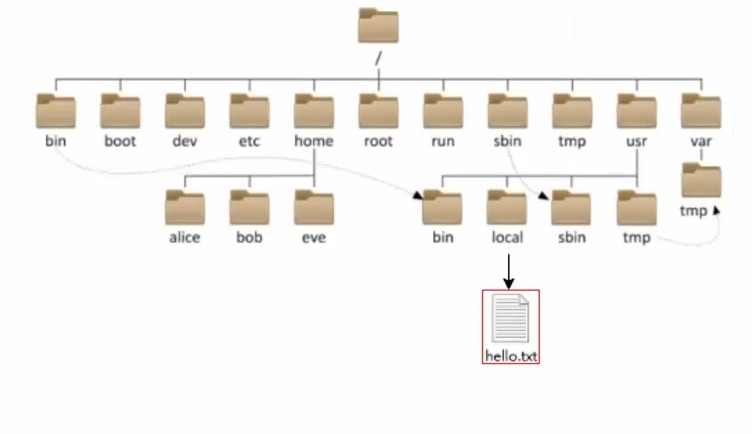 /
bin boot dev etc home root run sbin tmp usr var
tmp
alice bob eve bin local sbin tmp
hello.txt